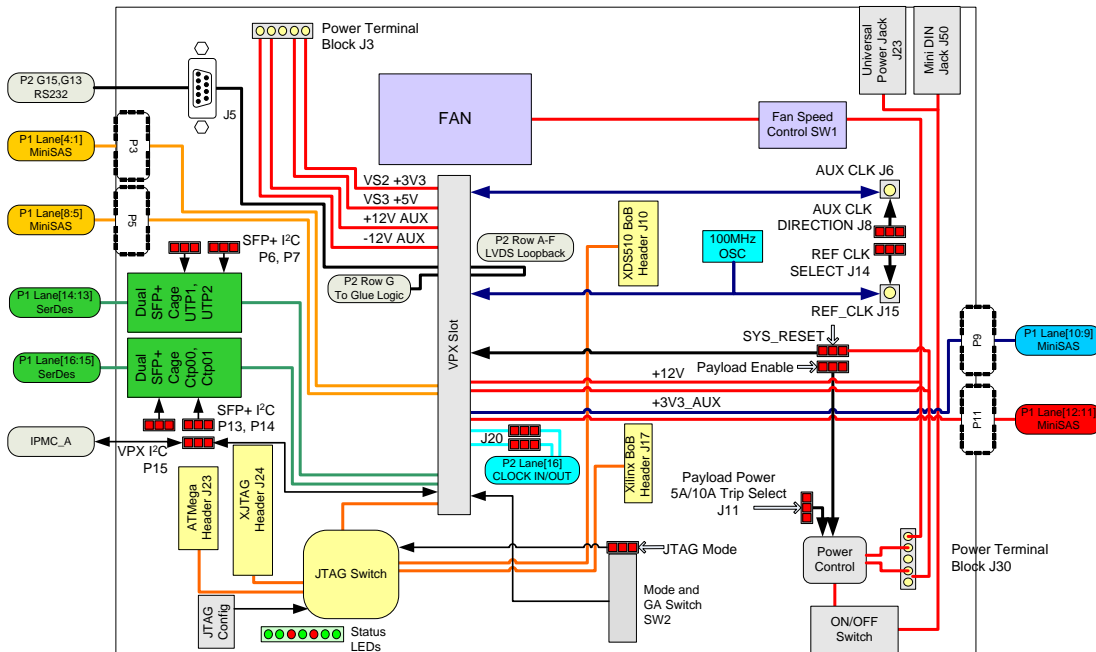 Power Terminal
Block J3
Universal
Power Jack
J23
Mini DIN
Jack J50
P2 G15,G13
RS232
J5
FAN
Fan Speed
Control SW1
P1 Lane[4:1]
MiniSAS
P3
P1 Lane[8:5]
MiniSAS
P5
VS2 +3V3
VS3 +5V
+12V AUX
-12V AUX
AUX CLK J6
AUX CLK
DIRECTION J8
REF CLK
SELECT J14
REF_CLK J15
SFP+ I²C
P6, P7
P2 Row A-F
LVDS Loopback
P2 Row G
To Glue Logic
XDS510 BoB
Header J10
100MHz
OSC
P1 Lane[14:13]
SerDes
Dual
SFP+
Cage
UTP1,
UTP2
P1 Lane[16:15]
SerDes
Dual
SFP+
Cage
Ctp00,
Ctp01
VPX Slot
SYS_RESET
Payload Enable
+12V
+3V3_AUX
P9
P1 Lane[10:9]
MiniSAS
P11
P1 Lane[12:11]
MiniSAS
SFP+ I²C
P13, P14
IPMC_A
VPX I²C
P15
J20
P2 Lane[16]
CLOCK IN/OUT
Xilinx BoB
Header J17
ATMega
Header J23
XJTAG
Header J24
Payload Power
5A/10A Trip Select
J11
JTAG Switch
JTAG Mode
Power
Control
Power Terminal
Block J30
JTAG
Config
Status
LEDs
Mode and
GA Switch
SW2
ON/OFF
Switch